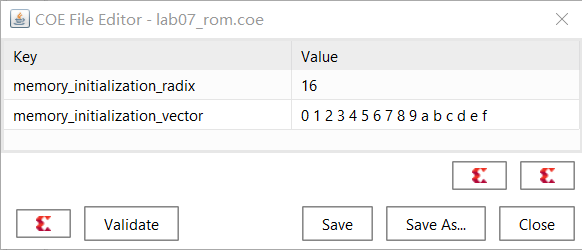 COE File Editor - lab07_rom.coe
Key Value
memory_initialization_radix 16
memory_initialization_vector 0 1 2 3 4 5 6 7 8 9 a b c d e f
Validate Save Save As... Close